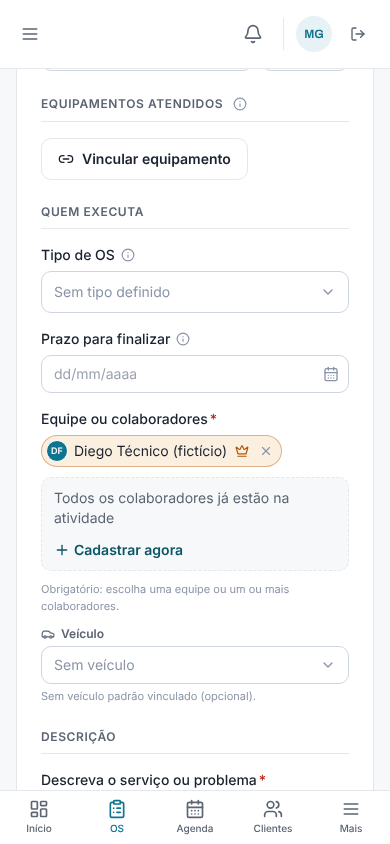 MG
EQUIPAMENTOS ATENDIDOS
Vincular equipamento
QUEM EXECUTA
Tipo de OS
Sem tipo definido
Prazo para finalizar
dd/mm/aaaa
Equipe ou colaboradores*
DF Diego Técnico (fictício)
Todos os colaboradores já estão na
atividade
+ Cadastrar agora
Obrigatório: escolha uma equipe ou um ou mais
colaboradores.
Veículo
Sem veículo
Sem veículo padrão vinculado (opcional).
DESCRIÇÃO
Descreva o serviço ou problema*
Início OS Agenda Clientes Mais